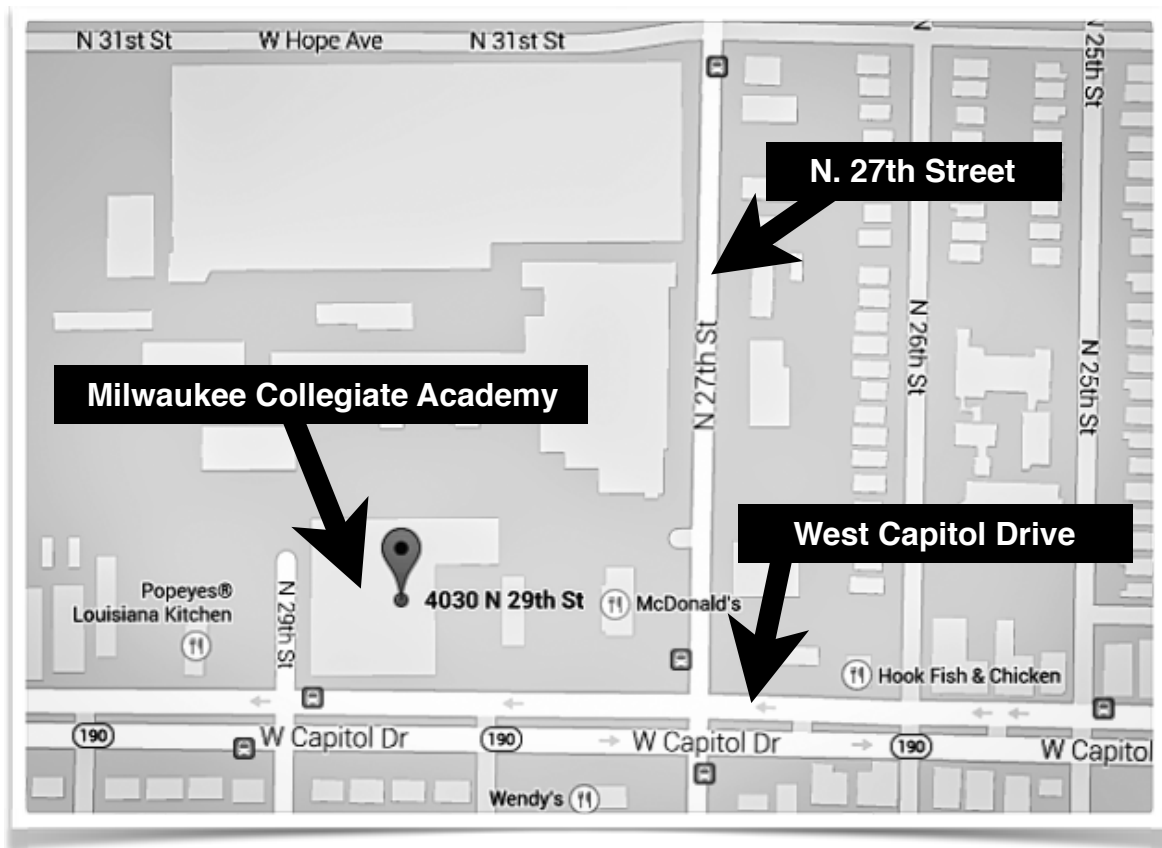 N 31st St
W Hope Ave
N 31st St
N
N 25th St
N. 27th Street
N 27th St
N 26th St
N 25th St
Milwaukee Collegiate Academy
West Capitol Drive
Popeyes®
Louisiana Kitchen
N 29th St
4030 N 29th St
McDonald's
Hook Fish & Chicken
190
W Capitol Dr
190
W Capitol Dr
190
W Capitol
Wendy's